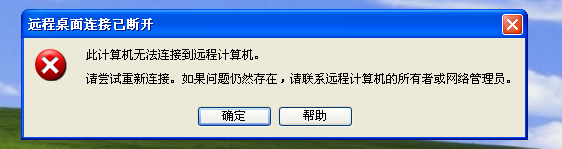 远程桌面连接已断开
此计算机无法连接到远程计算机。
请尝试重新连接。如果问题仍然存在，请联系远程计算机的所有者或网络管理员。
确定 帮助